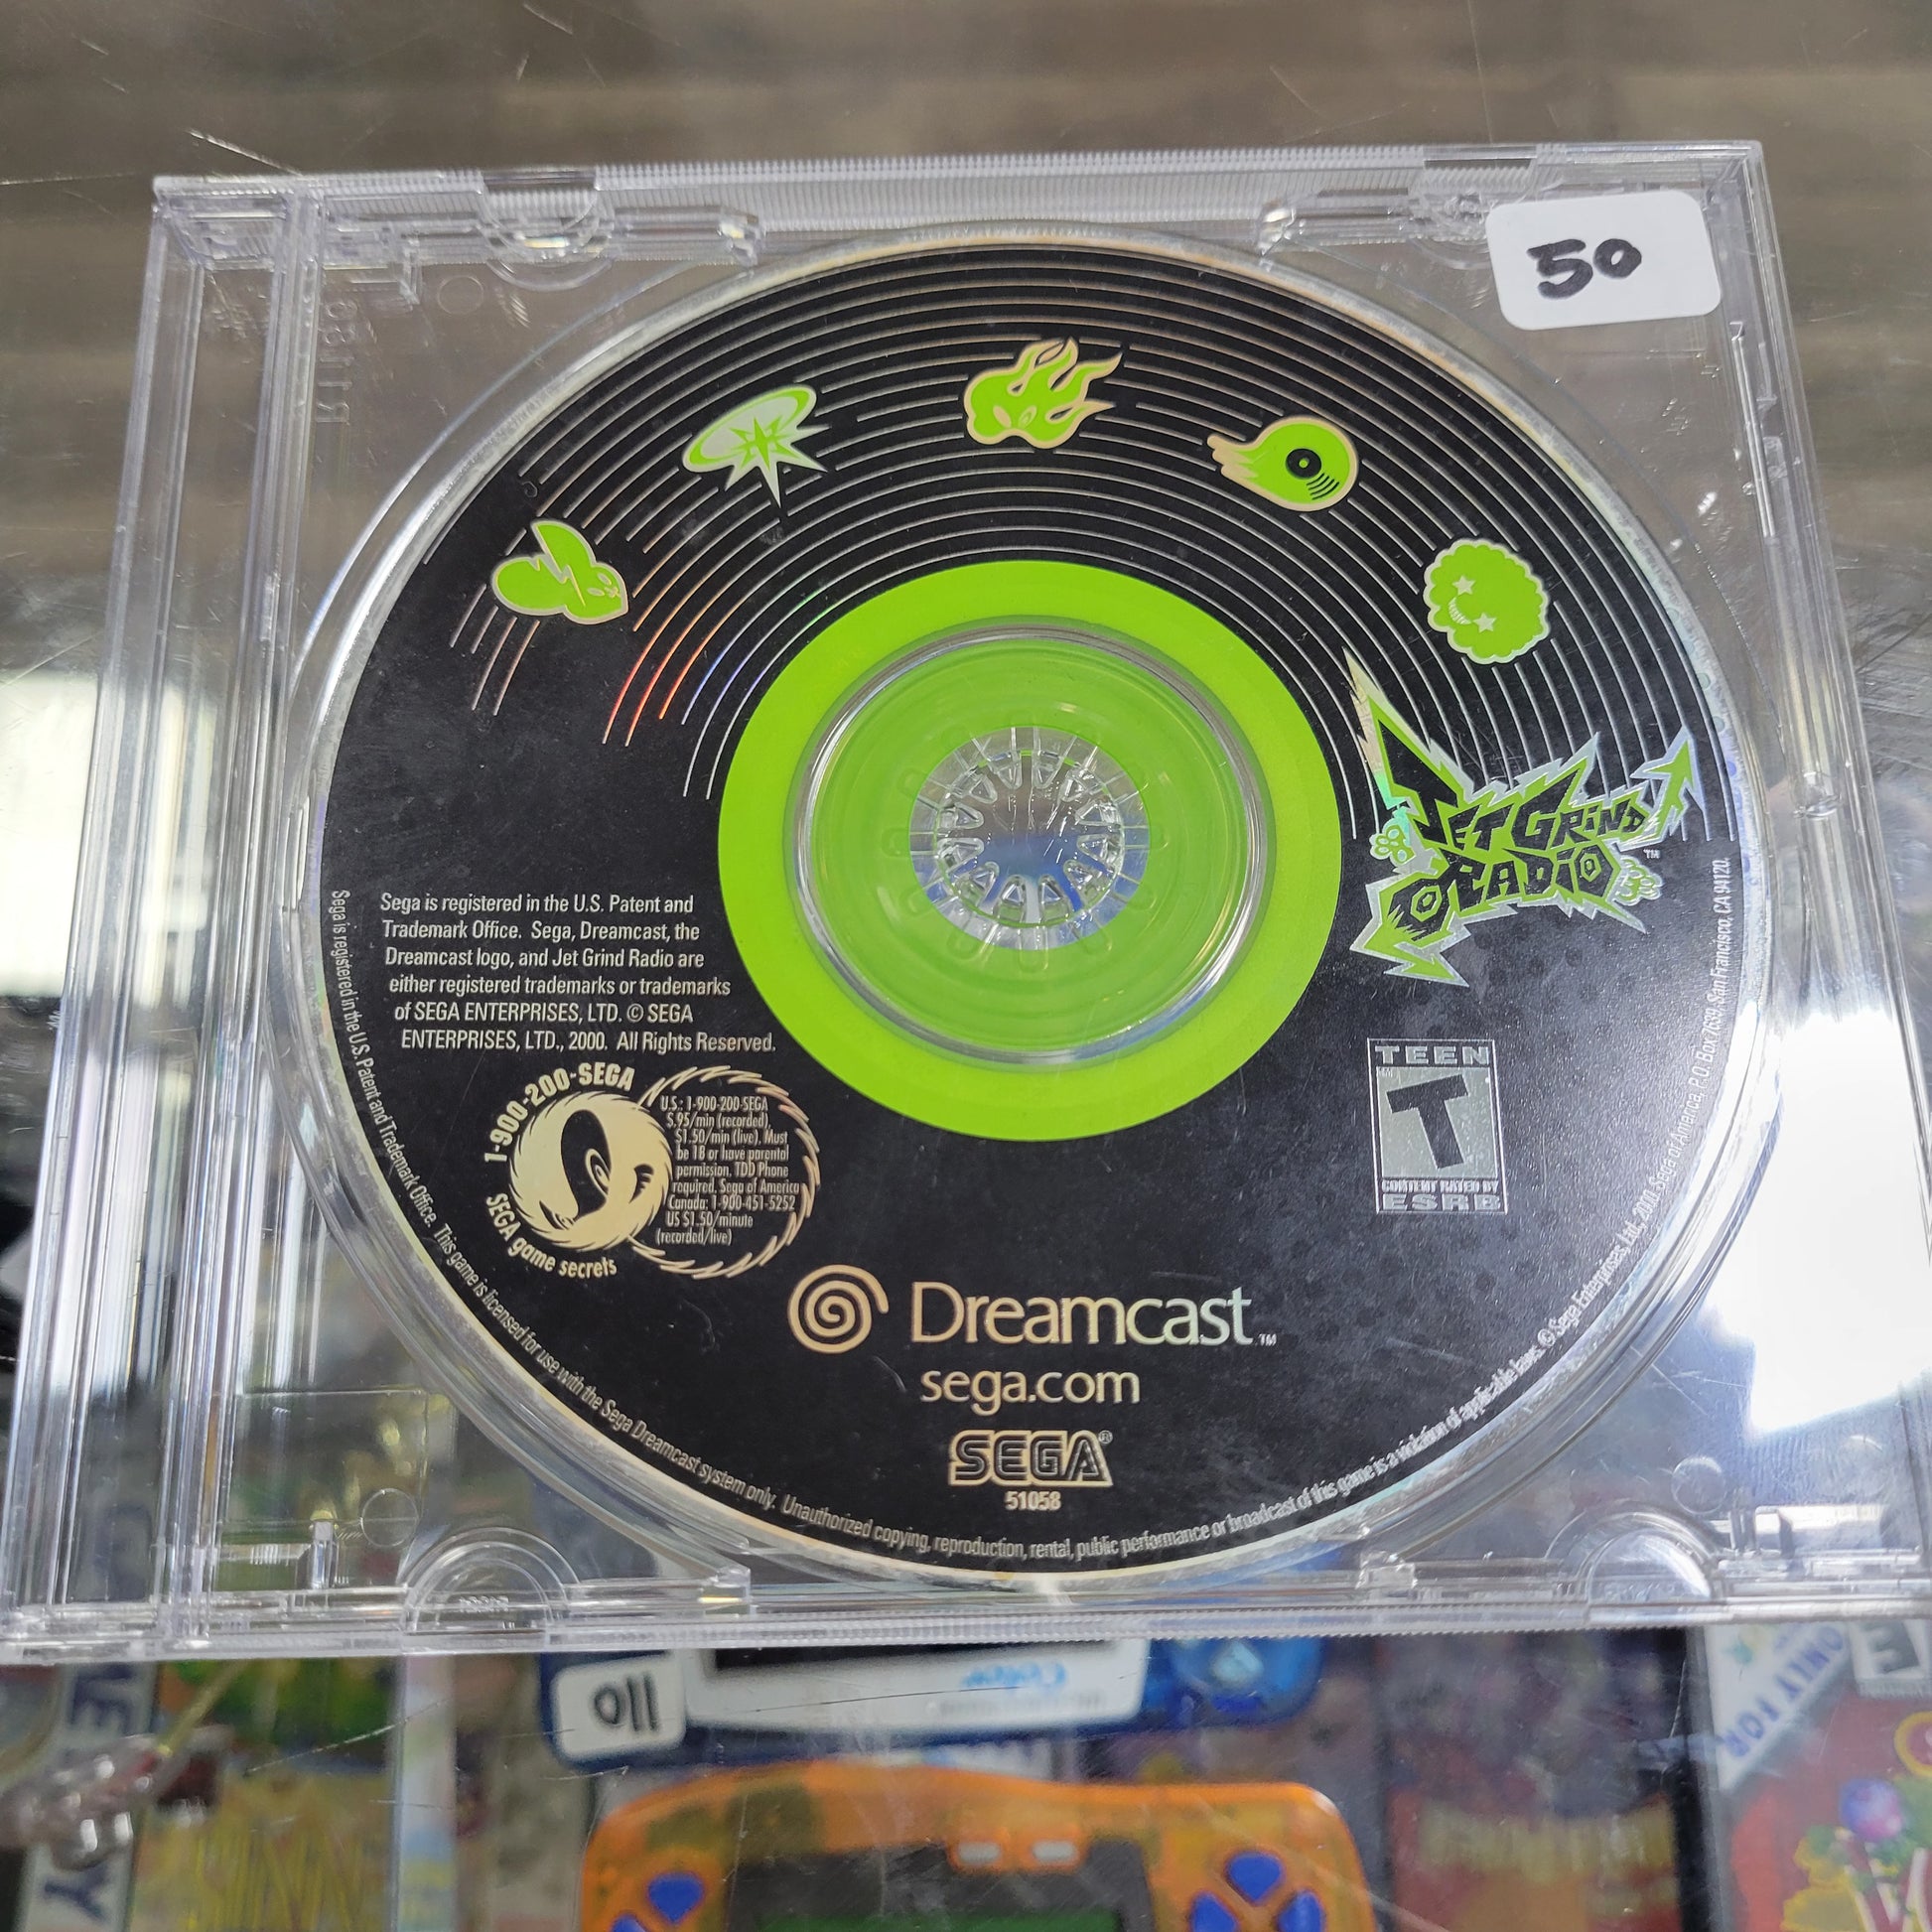 50
JET GRIND
RADIO
TM
Sega is registered in the U.S. Patent and
Trademark Office. Sega, Dreamcast, the
Dreamcast logo, and Jet Grind Radio are
either registered trademarks or trademarks
of SEGA ENTERPRISES, LTD. © SEGA
ENTERPRISES, LTD., 2000. All Rights Reserved.
1-900-200-SEGA
SEGA game secrets
U.S.: 1-900-200-SEGA
$.95/min (recorded),
$1.50/min (live). Must
be 18 or have parental
permission. TDD Phone
required. Sega of America
Canada: 1-900-451-5252
US $1.50/minute
(recorded/live)
TEEN
T
CONTENT RATED BY
ESRB
Dreamcast™
sega.com
SEGA®
51058
Sega is registered in the U.S. Patent and Trademark Office. This game is licensed for use with the Sega Dreamcast system only. Unauthorized copying, reproduction, rental, public performance or broadcast of this game is a violation of applicable laws. © Sega Enterprises, Ltd., 2000 Sega of America, P.O. Box 7639, San Francisco, CA 94120.
110
ONLY FOR
E